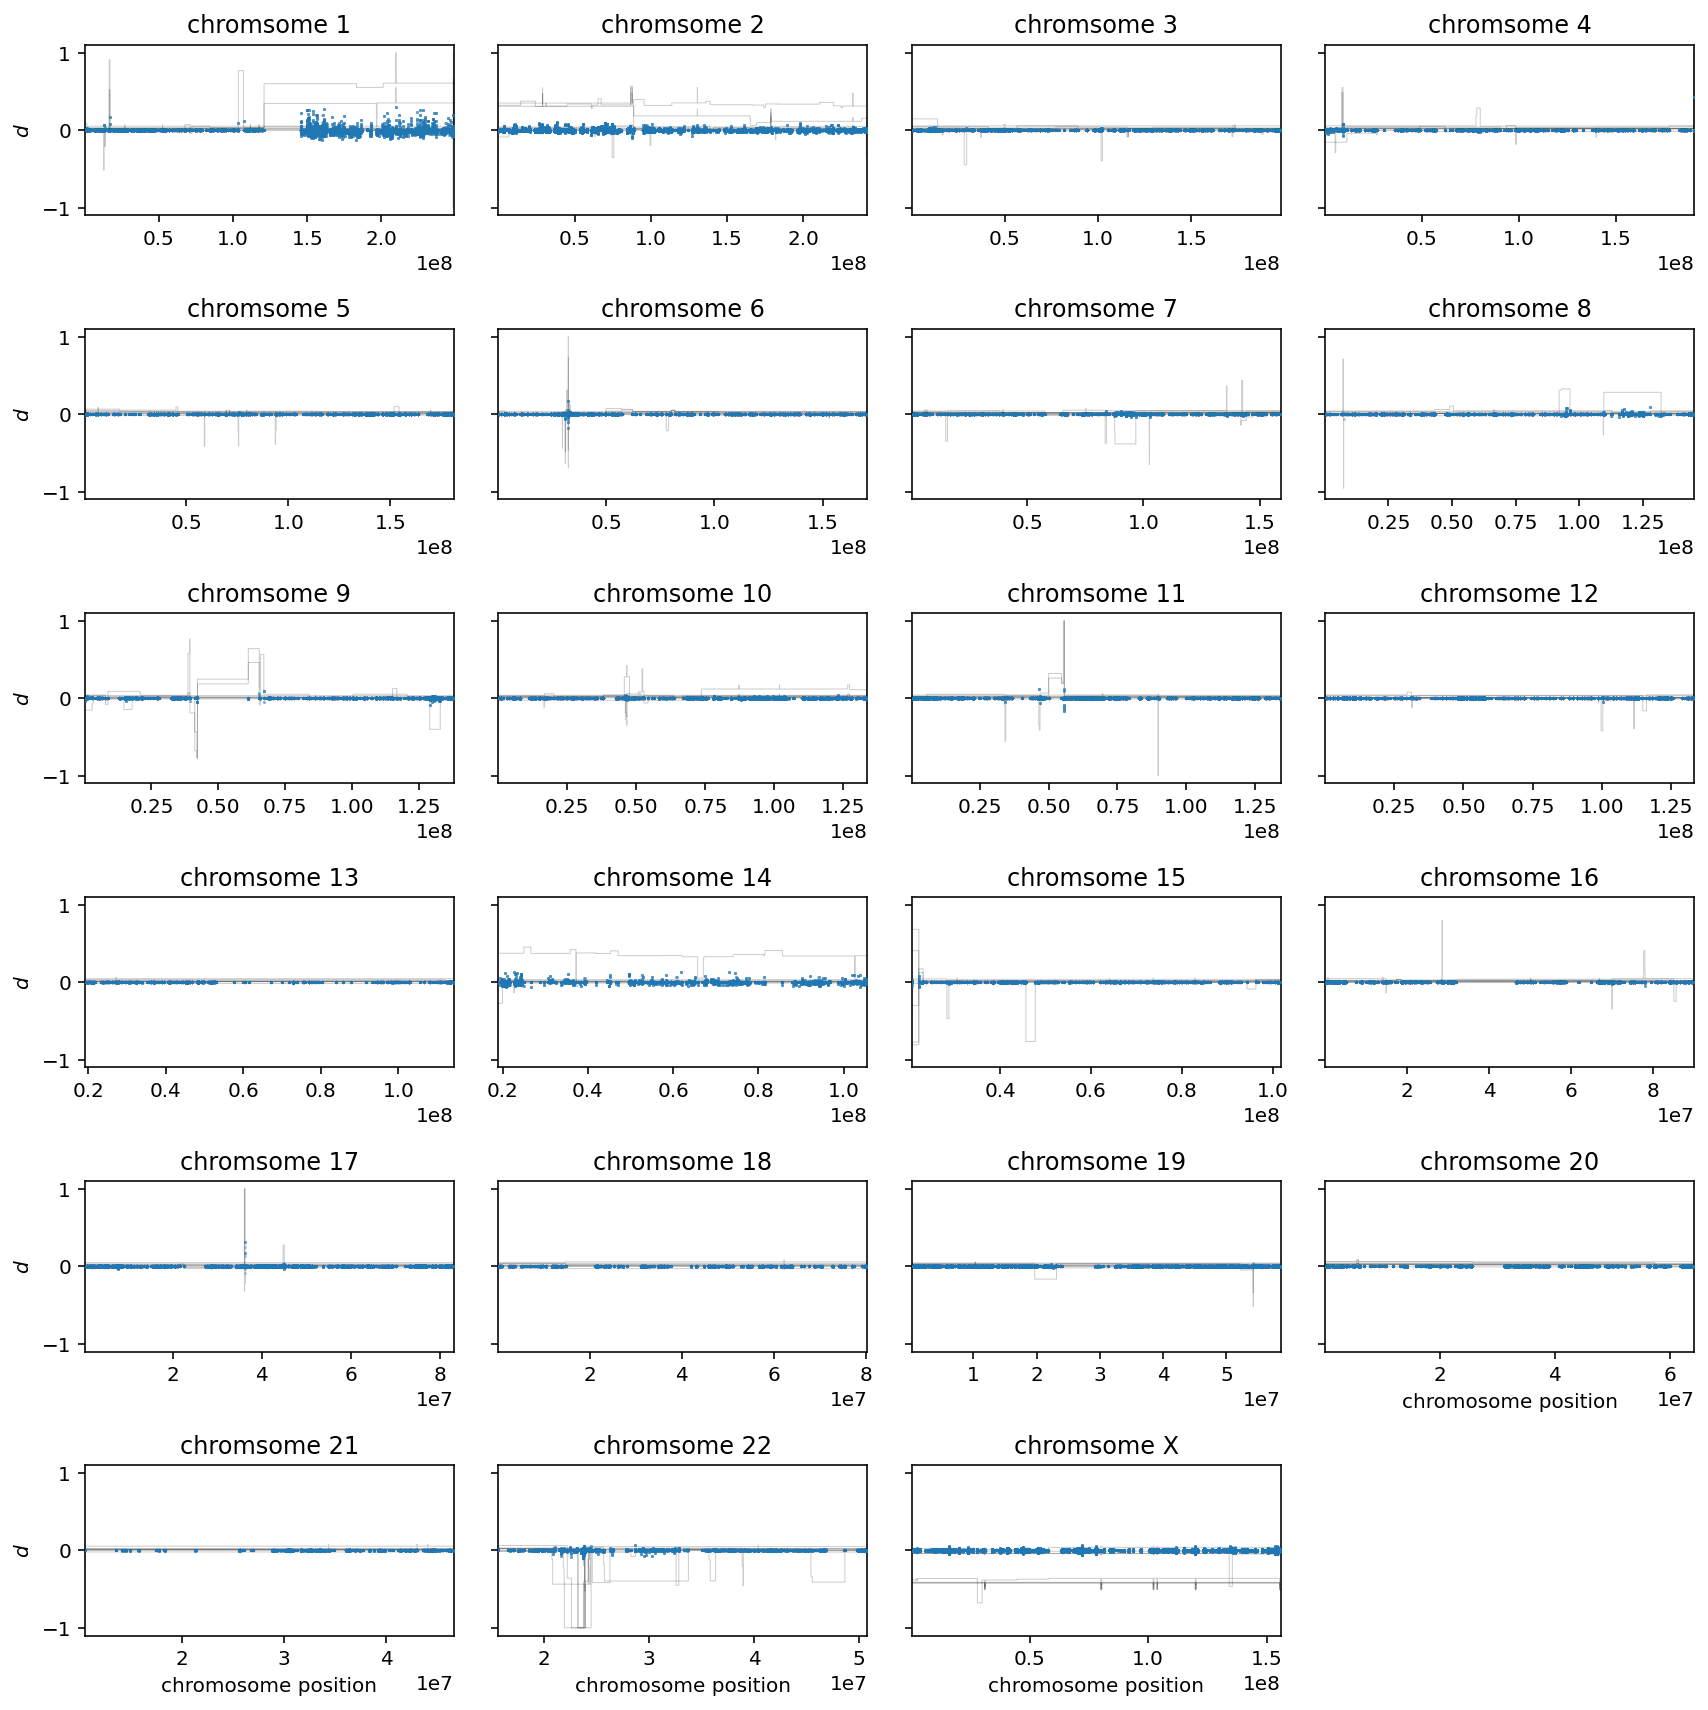 chromsome 1 chromsome 2 chromsome 3 chromsome 4
1
0
−1
d
0.5 1.0 1.5 2.0 0.5 1.0 1.5 2.0 0.5 1.0 1.5 0.5 1.0 1.5
1e8 1e8 1e8 1e8
chromsome 5 chromsome 6 chromsome 7 chromsome 8
1
0
−1
d
0.5 1.0 1.5 0.5 1.0 1.5 0.5 1.0 1.5 0.25 0.50 0.75 1.00 1.25
1e8 1e8 1e8 1e8
chromsome 9 chromsome 10 chromsome 11 chromsome 12
1
0
−1
d
0.25 0.50 0.75 1.00 1.25 0.25 0.50 0.75 1.00 1.25 0.25 0.50 0.75 1.00 1.25 0.25 0.50 0.75 1.00 1.25
1e8 1e8 1e8 1e8
chromsome 13 chromsome 14 chromsome 15 chromsome 16
1
0
−1
d
0.2 0.4 0.6 0.8 1.0 0.2 0.4 0.6 0.8 1.0 0.4 0.6 0.8 1.0 2 4 6 8
1e8 1e8 1e8 1e7
chromsome 17 chromsome 18 chromsome 19 chromsome 20
1
0
−1
d
2 4 6 8 2 4 6 8 1 2 3 4 5 2 4 6
1e7 1e7 1e7 chromosome position 1e7
chromsome 21 chromsome 22 chromsome X
1
0
−1
d
2 3 4 2 3 4 5 0.5 1.0 1.5
chromosome position 1e7 chromosome position 1e7 chromosome position 1e8